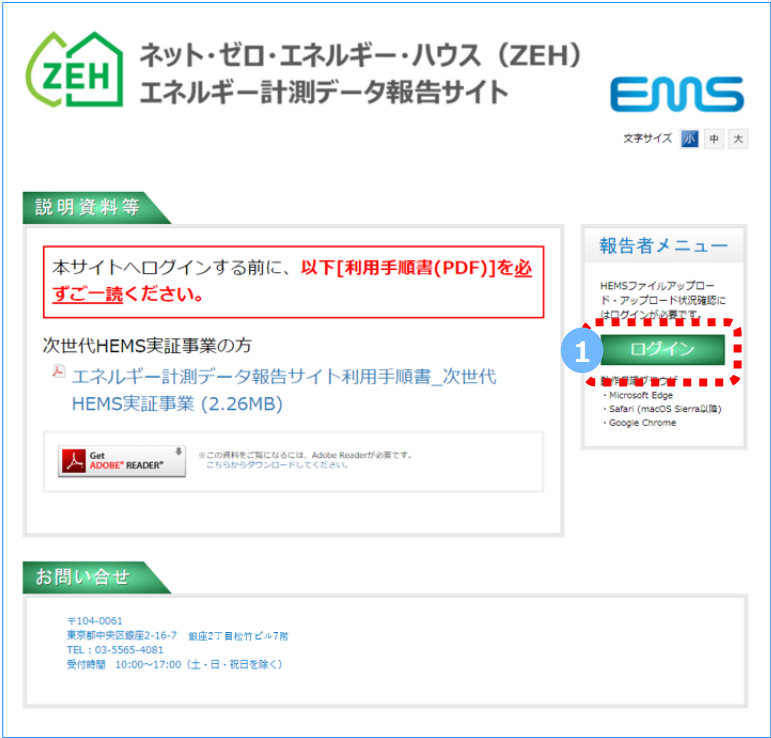 ZEH
ネット・ゼロ・エネルギー・ハウス（ZEH）
エネルギー計測データ報告サイト
EMS
文字サイズ 小 中 大
説明資料等
本サイトへログインする前に、以下[利用手順書(PDF)]を必
ずご一読ください。
次世代HEMS実証事業の方
エネルギー計測データ報告サイト利用手順書_次世代
HEMS実証事業 (2.26MB)
Get
ADOBE® READER®
※この資料をご覧になるには、Adobe Readerが必要です。
こちらからダウンロードしてください。
報告者メニュー
HEMSファイルアップロー
ド・アップロード状況確認に
はログインが必要です。
1
ログイン
動作保証ブラウザ
・Microsoft Edge
・Safari (macOS Sierra以降)
・Google Chrome
お問い合せ
〒104-0061
東京都中央区銀座2-16-7　銀座2丁目松竹ビル7階
TEL：03-5565-4081
受付時間　10:00～17:00（土・日・祝日を除く）